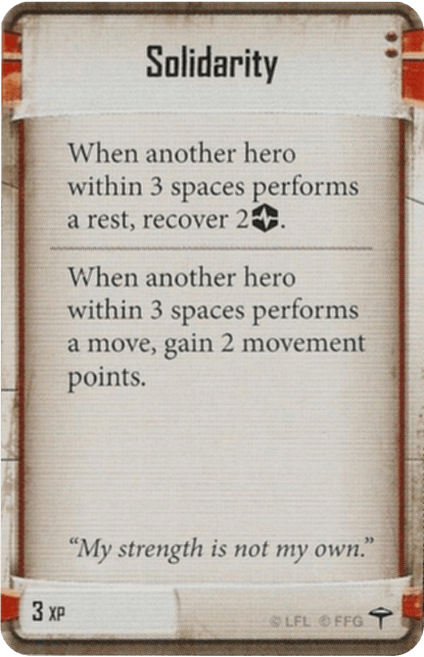 Solidarity
When another hero
within 3 spaces performs
a rest, recover 2.
When another hero
within 3 spaces performs
a move, gain 2 movement
points.
“My strength is not my own.”
3 XP
© LFL © FFG